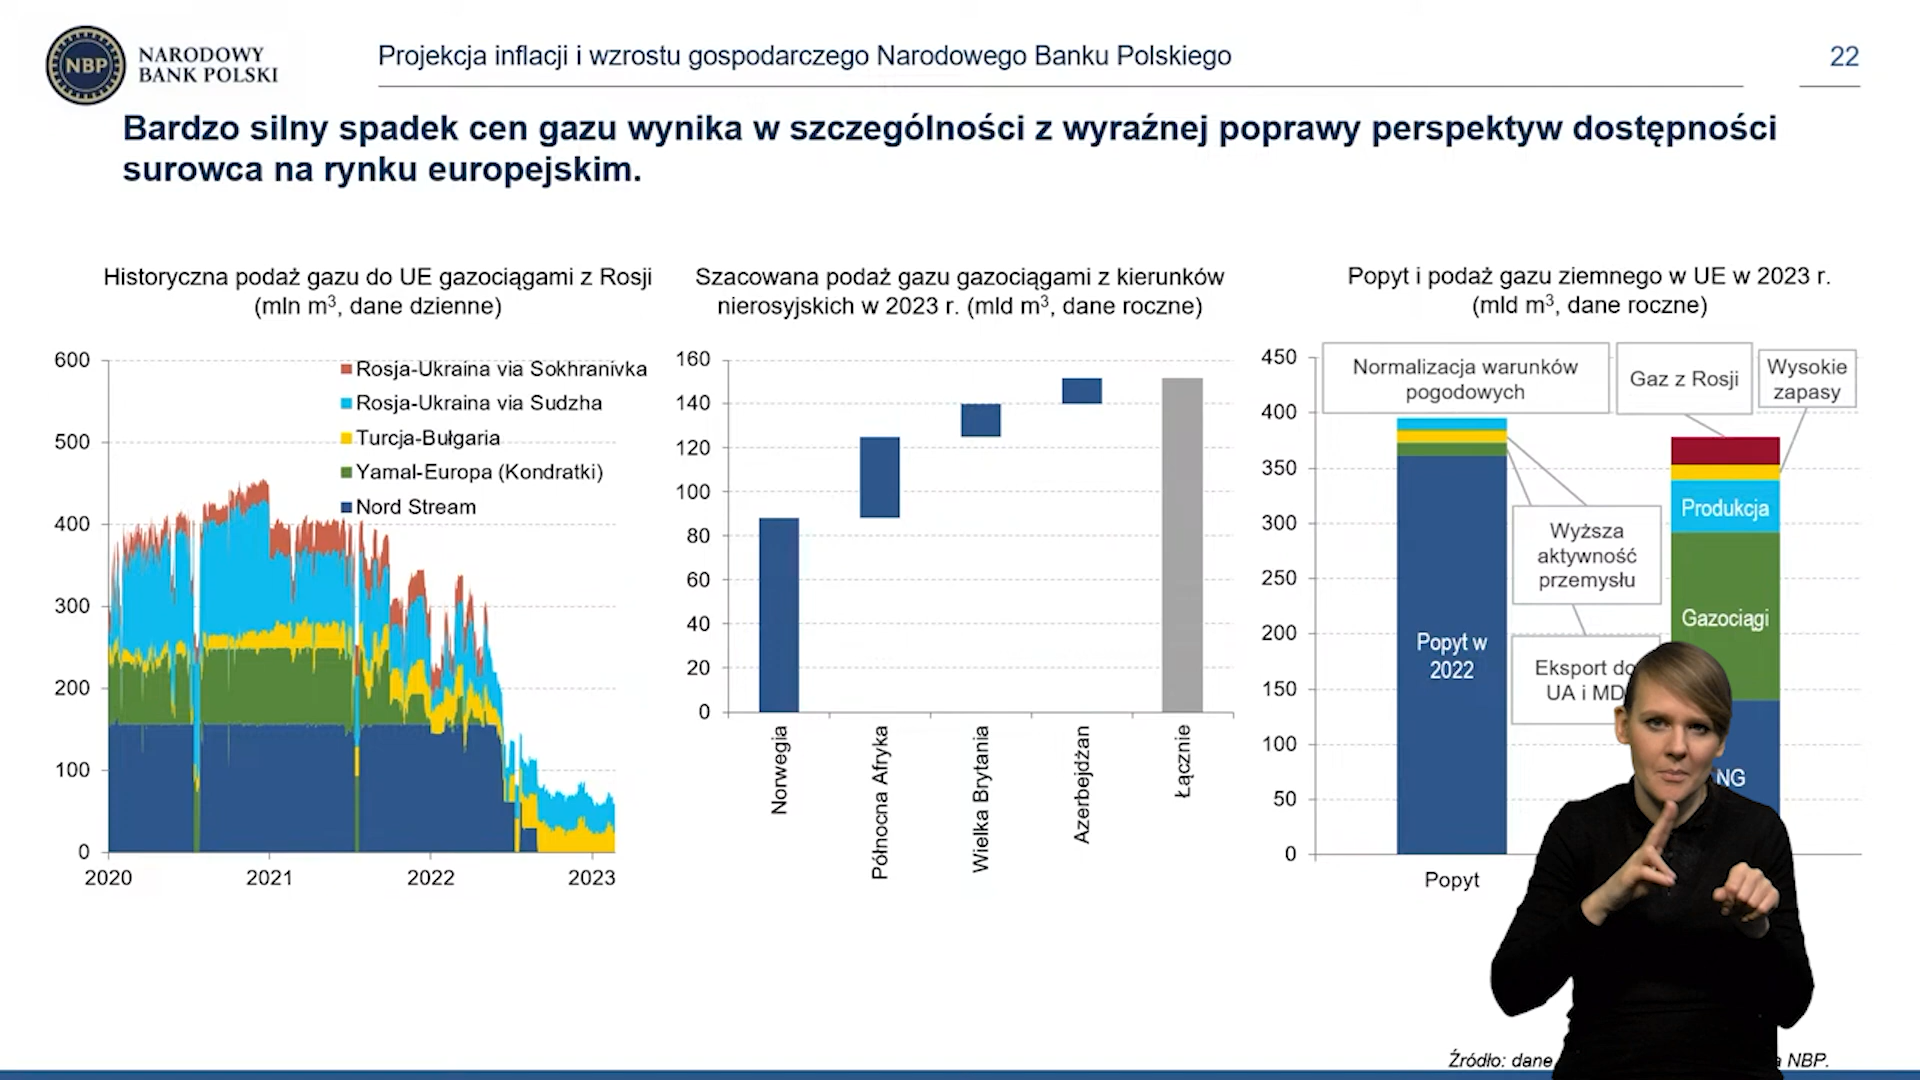 NBP
NARODOWY
BANK POLSKI
Projekcja inflacji i wzrostu gospodarczego Narodowego Banku Polskiego
22
Bardzo silny spadek cen gazu wynika w szczególności z wyraźnej poprawy perspektyw dostępności
surowca na rynku europejskim.
Historyczna podaż gazu do UE gazociągami z Rosji
(mln m³, dane dzienne)
600
500
400
300
200
100
0
2020
2021
2022
2023
Rosja-Ukraina via Sokhranivka
Rosja-Ukraina via Sudzha
Turcja-Bułgaria
Yamal-Europa (Kondratki)
Nord Stream
Szacowana podaż gazu gazociągami z kierunków
nierosyjskich w 2023 r. (mld m³, dane roczne)
160
140
120
100
80
60
40
20
0
Norwegia
Północna Afryka
Wielka Brytania
Azerbejdżan
Łącznie
Popyt i podaż gazu ziemnego w UE w 2023 r.
(mld m³, dane roczne)
450
400
350
300
250
200
150
100
50
0
Normalizacja warunków
pogodowych
Gaz z Rosji
Wysokie
zapasy
Wyższa
aktywność
przemysłu
Eksport do
UA i MD
Popyt w
2022
Produkcja
Gazociągi
NG
Popyt
Źródło: dane
NBP.